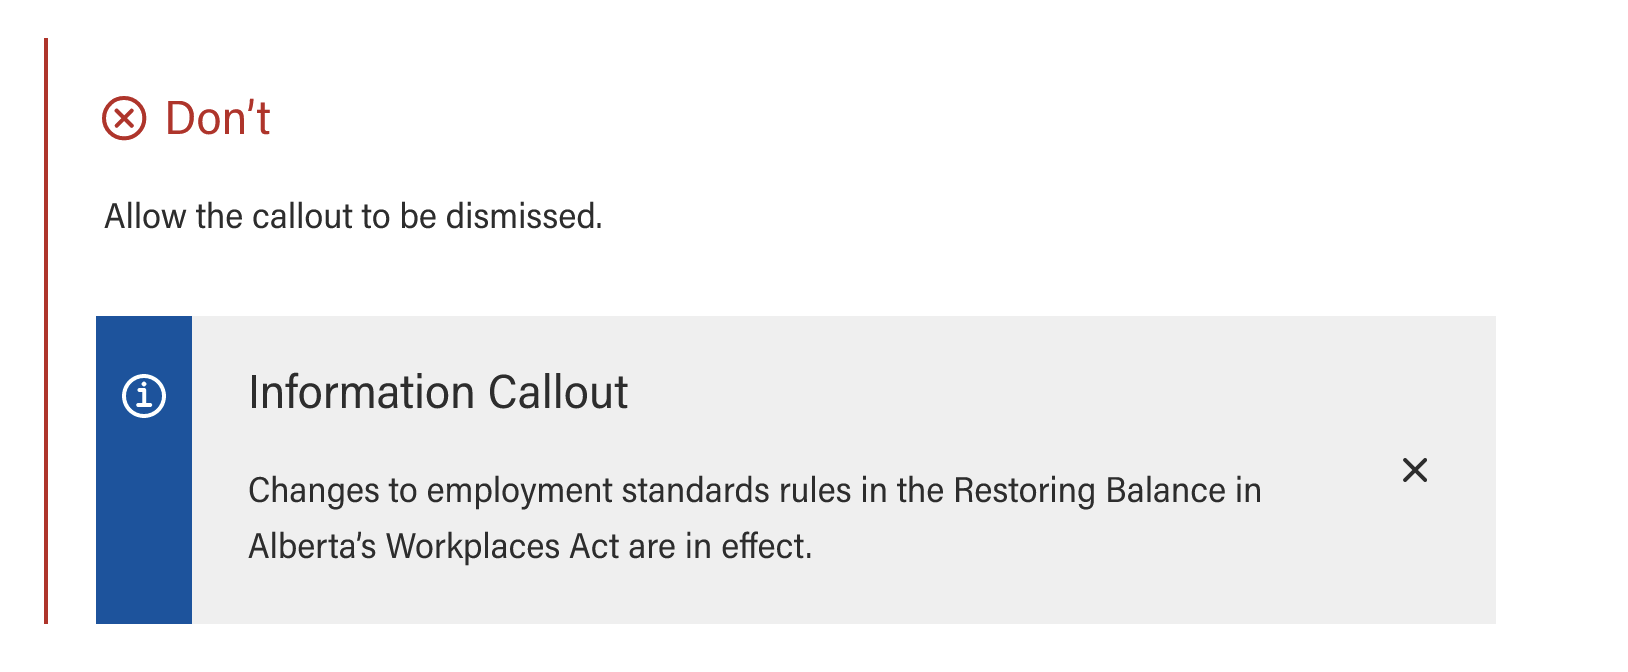 Don't
Allow the callout to be dismissed.
Information Callout
Changes to employment standards rules in the Restoring Balance in
Alberta's Workplaces Act are in effect.